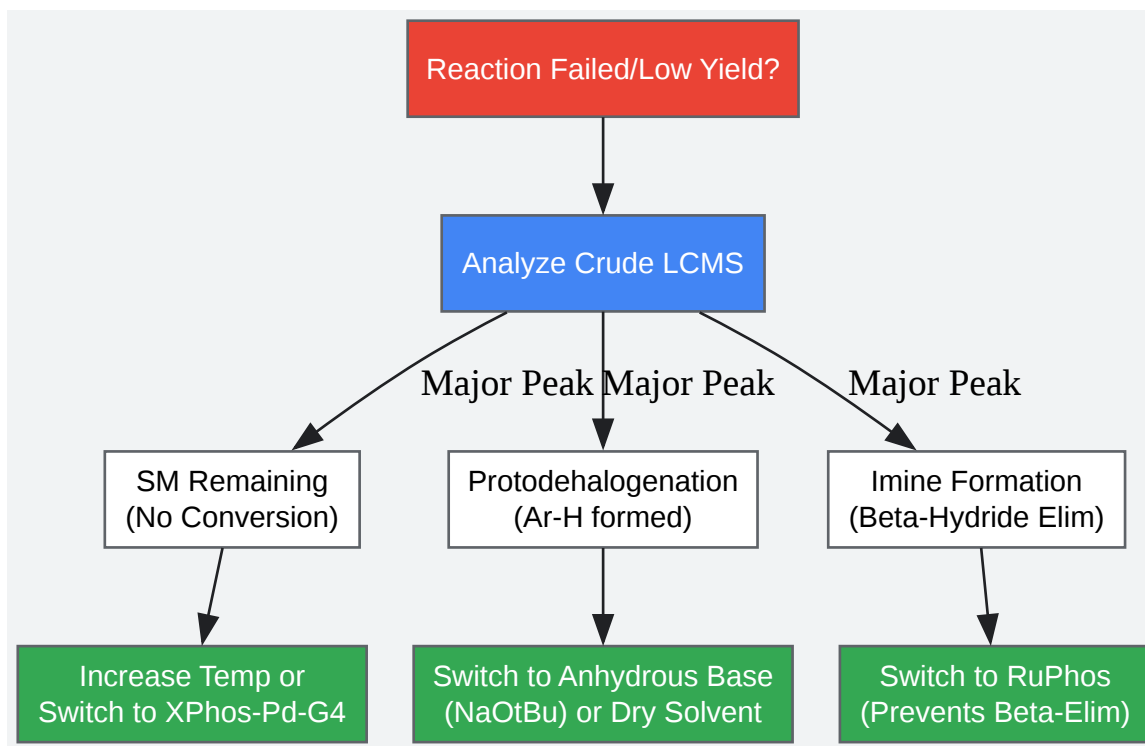 Reaction Failed/Low Yield?
Analyze Crude LCMS
Major Peak
Major Peak
Major Peak
SM Remaining
(No Conversion)
Protodehalogenation
(Ar-H formed)
Imine Formation
(Beta-Hydride Elim)
Increase Temp or
Switch to XPhos-Pd-G4
Switch to Anhydrous Base
(NaOtBu) or Dry Solvent
Switch to RuPhos
(Prevents Beta-Elim)